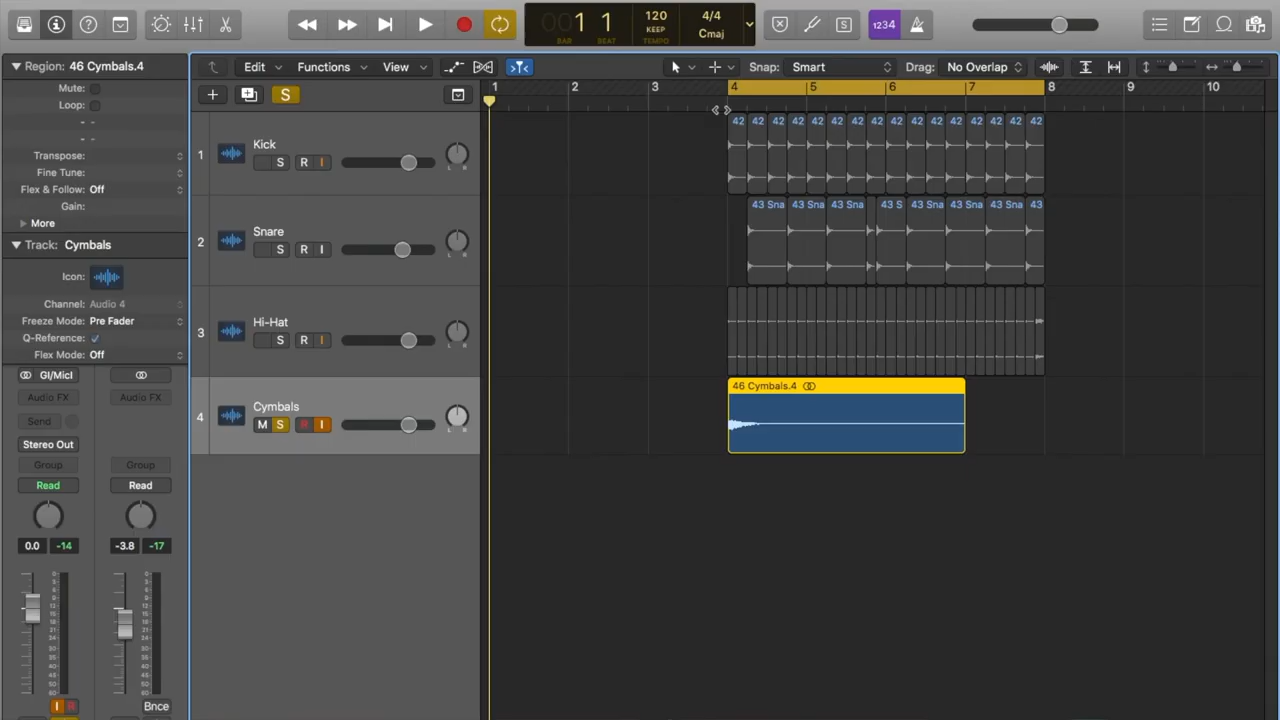 001 1
BAR BEAT
120
KEEP
TEMPO
4/4
Cmaj
S
1234
Region: 46 Cymbals.4
Mute:
Loop:
- -
- -
Transpose:
Fine Tune:
Flex & Follow: Off
Gain:
More
Track: Cymbals
Icon:
Channel: Audio 4
Freeze Mode: Pre Fader
Q-Reference:
Flex Mode: Off
GI/MicI
Audio FX Audio FX
Send
Stereo Out
Group Group
Read Read
0.0 -14 -3.8 -17
I R Bnce
Edit Functions View
Snap: Smart
Drag: No Overlap
S
1 2 3 4 5 6 7 8 9 10
1 Kick
S R I
L R
42 42 42 42 42 42 42 42 42 42 42 42 42 42 42 42
2 Snare
S R I
L R
43 Sna 43 Sna 43 Sna 43 S 43 Sna 43 Sna 43 Sna 43
3 Hi-Hat
S R I
L R
4 Cymbals
M S R I
L R
46 Cymbals.4